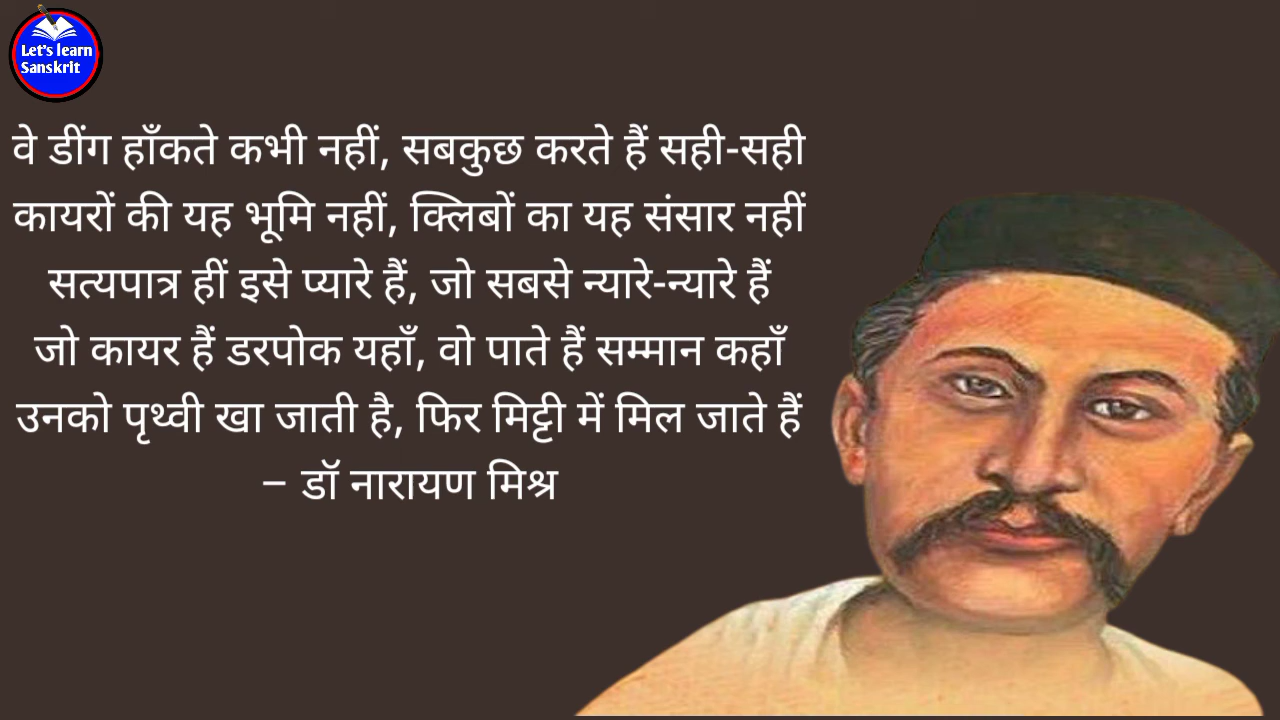 Let's learn
Sanskrit
वे डींग हाँकते कभी नहीं, सबकुछ करते हैं सही-सही
कायरों की यह भूमि नहीं, क्लिबों का यह संसार नहीं
सत्यपात्र हीं इसे प्यारे हैं, जो सबसे न्यारे-न्यारे हैं
जो कायर हैं डरपोक यहाँ, वो पाते हैं सम्मान कहाँ
उनको पृथ्वी खा जाती है, फिर मिट्टी में मिल जाते हैं
– डॉ नारायण मिश्र